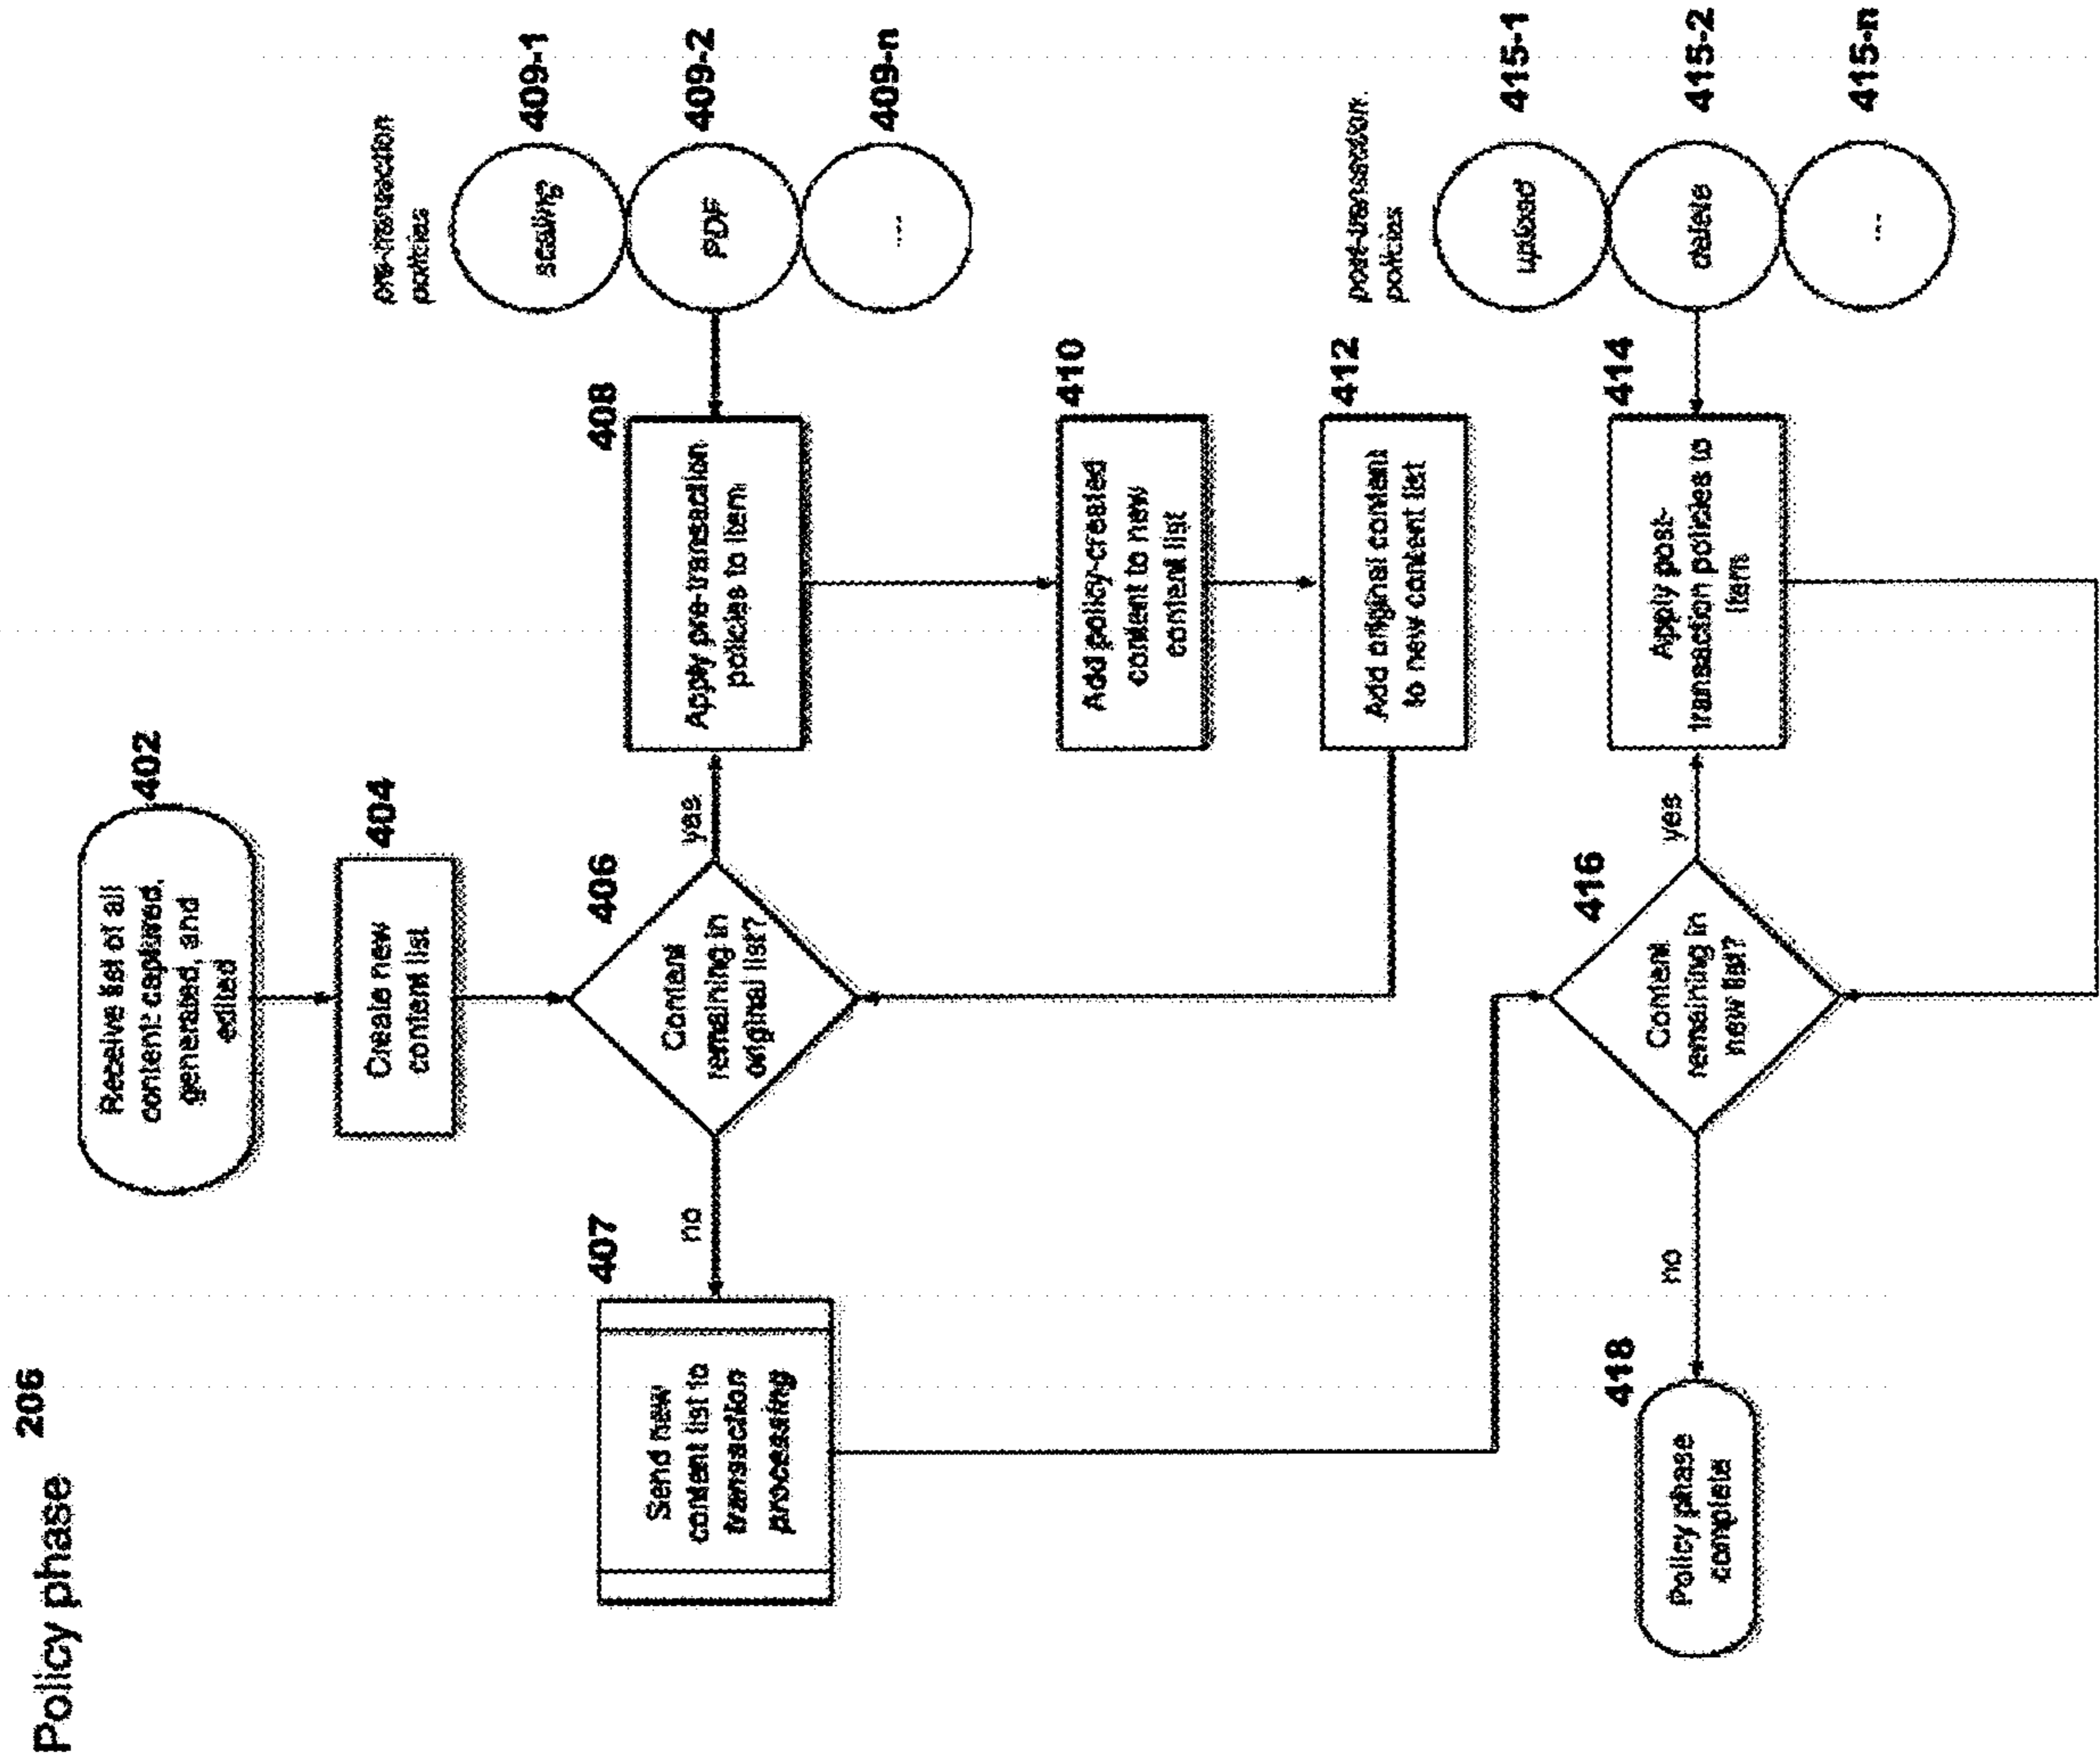 Policy phase 206
Receive list of all
content: captured,
generated, and
edited
402
Create new
content list
404
Content
remaining in
original list?
406
no
yes
Send new
content list to
transaction
processing
407
Apply pre-transaction
policies to item
408
pre-transaction
policies
scaling
409-1
PDF
409-2
...
409-n
Add policy-created
content to new
content list
410
Add original content
to new content list
412
Content
remaining in
new list?
416
no
yes
Apply post-
transaction policies to
item
414
post-transaction
policies
upload
415-1
delete
415-2
...
415-n
Policy phase
complete
418